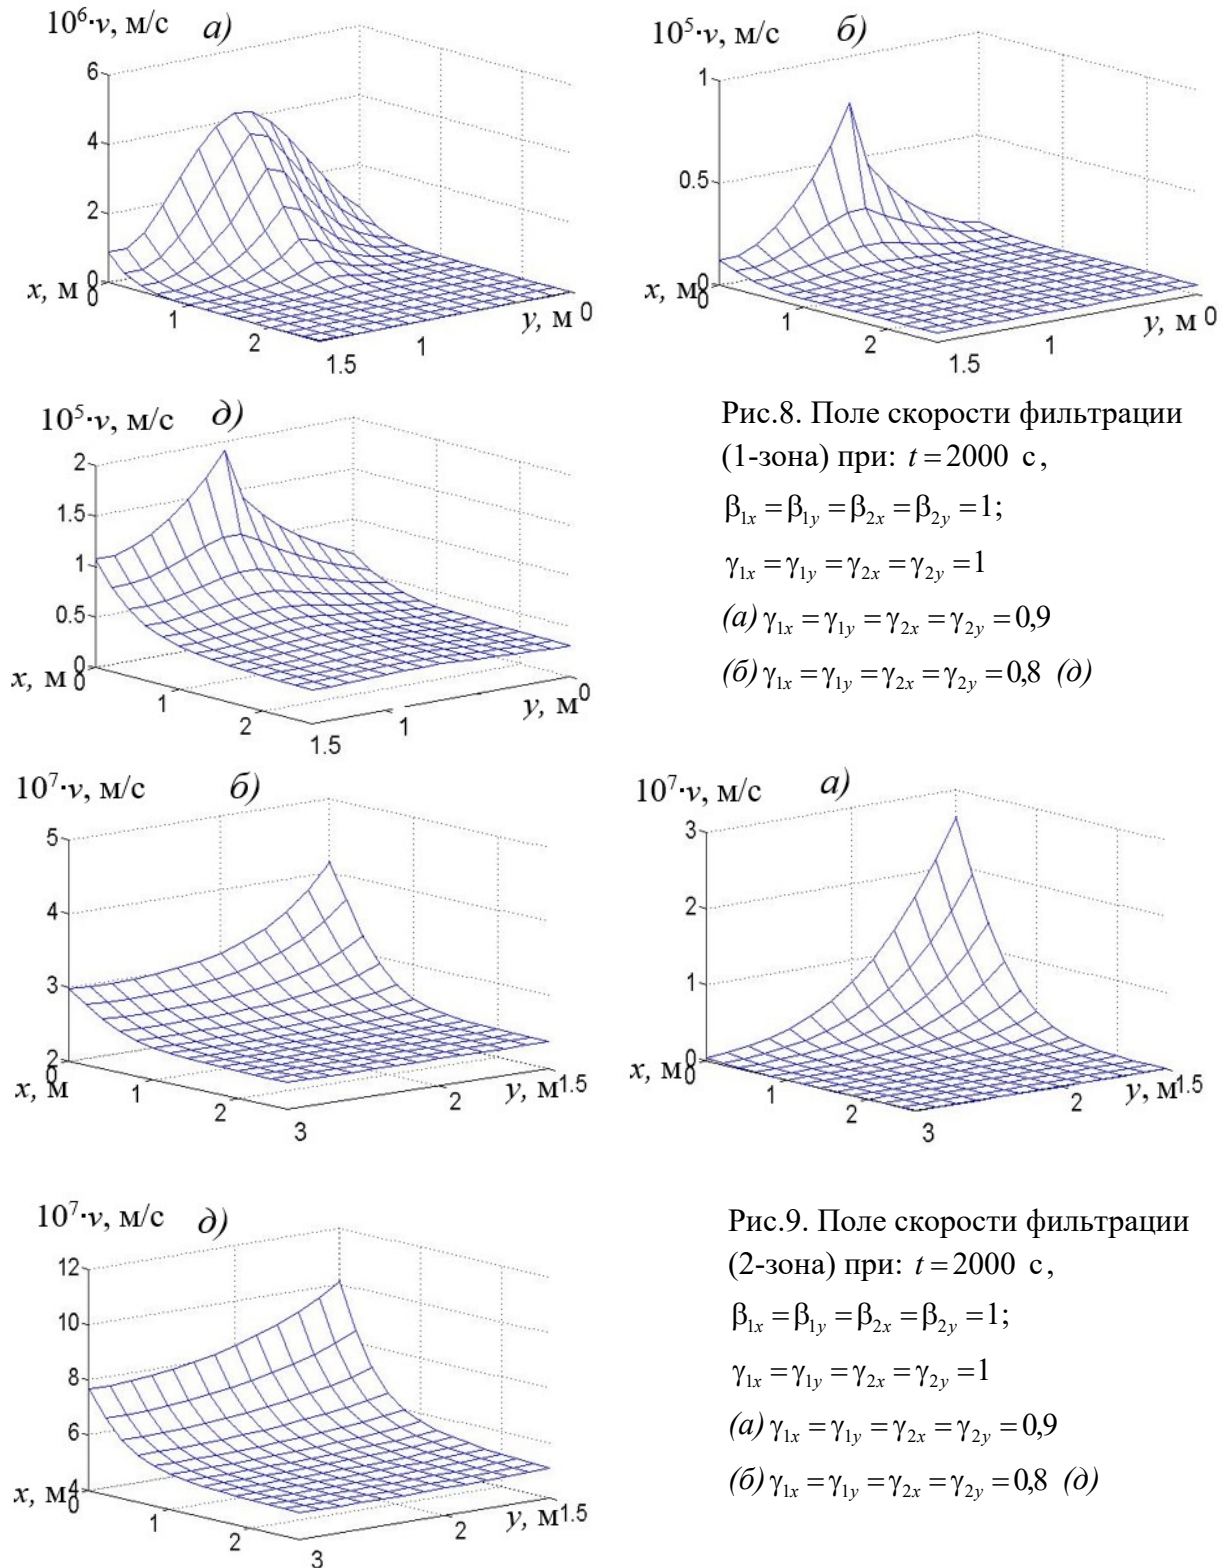 10⁶·v, м/с а)
6
4
2
0
x, м
0
1
2
1.5
1
y, м 0
10⁵·v, м/с б)
1
0.5
0
x, м
0
1
2
1.5
1
y, м 0
10⁵·v, м/с д)
2
1.5
1
0.5
0
x, м 0
1
2
1.5
1
y, м 0
Рис.8. Поле скорости фильтрации
(1-зона) при: t = 2000 с,
β₁ₓ = β₁ᵧ = β₂ₓ = β₂ᵧ = 1;
γ₁ₓ = γ₁ᵧ = γ₂ₓ = γ₂ᵧ = 1
(а) γ₁ₓ = γ₁ᵧ = γ₂ₓ = γ₂ᵧ = 0,9
(б) γ₁ₓ = γ₁ᵧ = γ₂ₓ = γ₂ᵧ = 0,8 (д)
10⁷·v, м/с б)
5
4
3
2
x, м
0
1
2
3
2
y, м 1.5
10⁷·v, м/с а)
3
2
1
0
x, м 0
1
2
3
2
y, м 1.5
10⁷·v, м/с д)
12
10
8
6
4
x, м 0
1
2
3
2
y, м 1.5
Рис.9. Поле скорости фильтрации
(2-зона) при: t = 2000 с,
β₁ₓ = β₁ᵧ = β₂ₓ = β₂ᵧ = 1;
γ₁ₓ = γ₁ᵧ = γ₂ₓ = γ₂ᵧ = 1
(а) γ₁ₓ = γ₁ᵧ = γ₂ₓ = γ₂ᵧ = 0,9
(б) γ₁ₓ = γ₁ᵧ = γ₂ₓ = γ₂ᵧ = 0,8 (д)